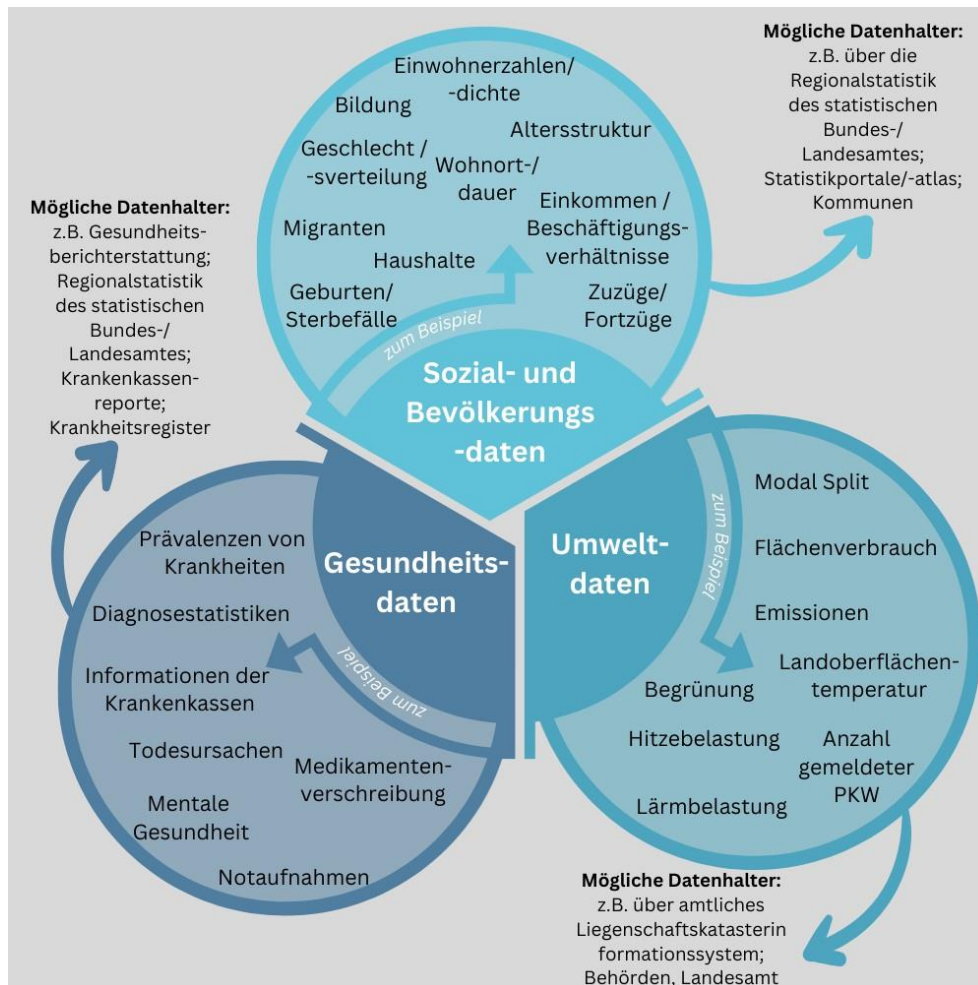 Mögliche Datenhalter:
z.B. über die
Regionalstatistik
des statistischen
Bundes-/
Landesamtes;
Statistikportale/-atlas;
Kommunen
Einwohnerzahlen/
-dichte
Bildung
Altersstruktur
Geschlecht /
-sverteilung
Wohnort-/
dauer
Einkommen /
Beschäftigungs-
verhältnisse
Migranten
Haushalte
Geburten/
Sterbefälle
Zuzüge/
Fortzüge
zum Beispiel
Sozial- und
Bevölkerungs
-daten
Mögliche Datenhalter:
z.B. Gesundheits-
berichterstattung;
Regionalstatistik
des statistischen
Bundes-/
Landesamtes;
Krankenkassen-
reporte;
Krankheitsregister
Gesundheits-
daten
zum Beispiel
Prävalenzen von
Krankheiten
Diagnosestatistiken
Informationen der
Krankenkassen
Todesursachen
Medikamenten-
verschreibung
Mentale
Gesundheit
Notaufnahmen
Umwelt-
daten
zum Beispiel
Modal Split
Flächenverbrauch
Emissionen
Landoberflächen-
temperatur
Begrünung
Hitzebelastung
Anzahl
gemeldeter
PKW
Lärmbelastung
Mögliche Datenhalter:
z.B. über amtliches
Liegenschaftskatasterin
formationssystem;
Behörden, Landesamt